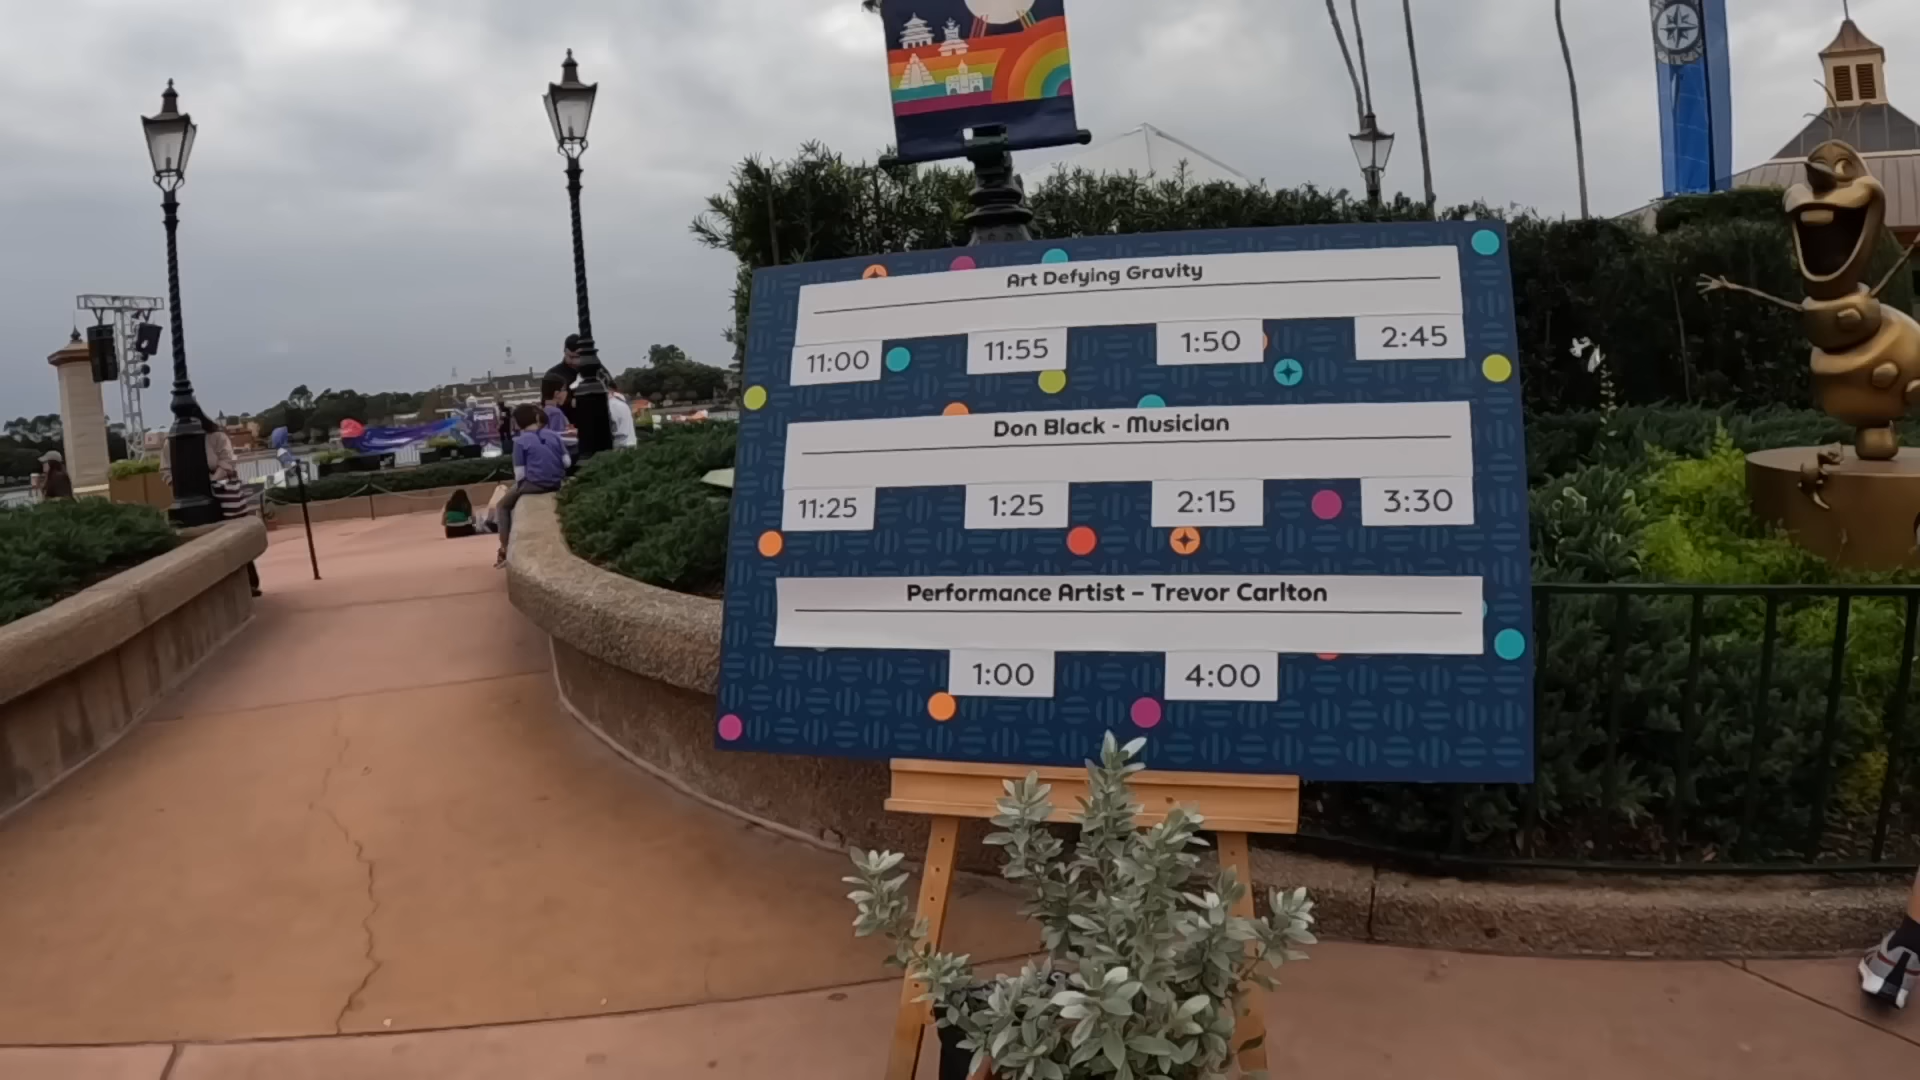 Art Defying Gravity
11:00 11:55 1:50 2:45
Don Black - Musician
11:25 1:25 2:15 3:30
Performance Artist – Trevor Carlton
1:00 4:00